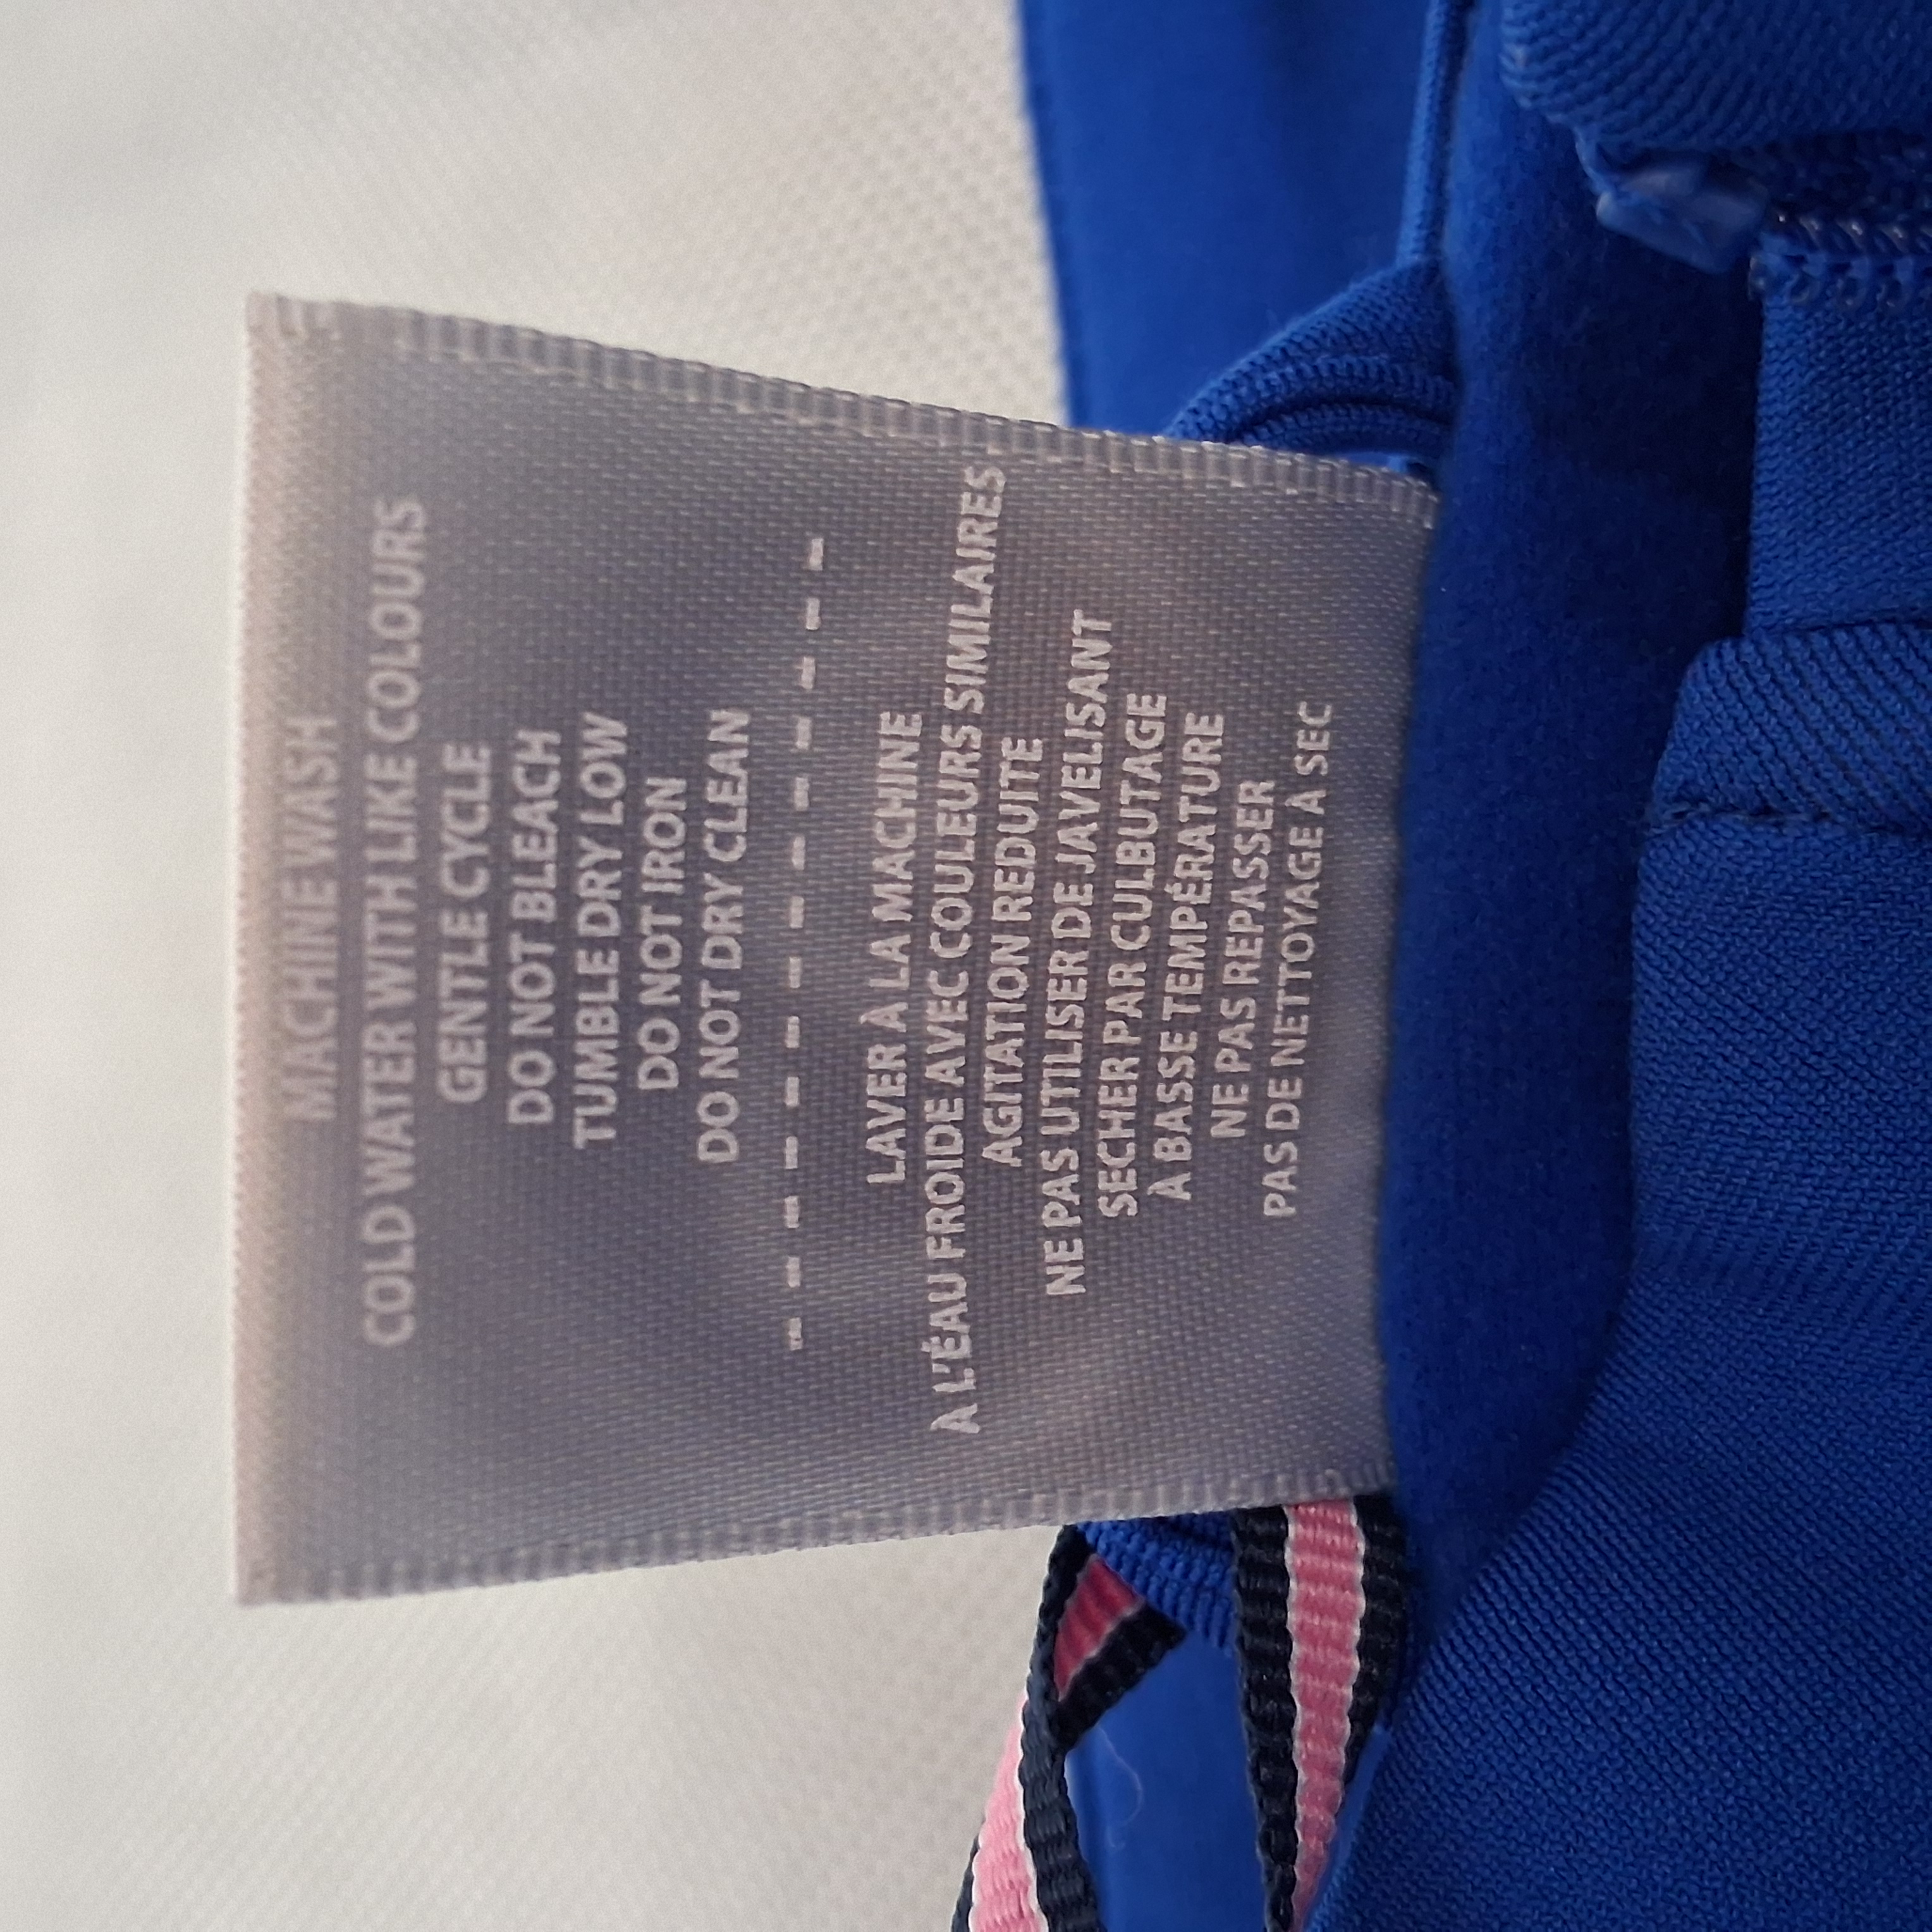 MACHINE WASH
COLD WATER WITH LIKE COLOURS
GENTLE CYCLE
DO NOT BLEACH
TUMBLE DRY LOW
DO NOT IRON
DO NOT DRY CLEAN
LAVER À LA MACHINE
À L'ÉAU FROIDE AVEC COULEURS SIMILAIRES
AGITATION REDUITE
NE PAS UTILISER DE JAVELISANT
SECHER PAR CULBUTAGE
À BASSE TEMPÉRATURE
NE PAS REPASSER
PAS DE NETTOYAGE À SEC